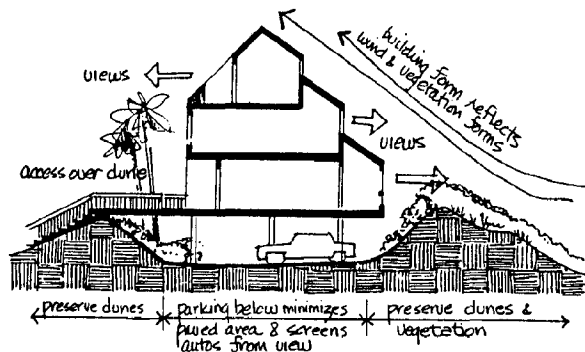 building form reflects
wind & vegetation forms
views
views
access over dune
preserve dunes
parking below minimizes
paved area & screens
autos from view
preserve dunes &
vegetation